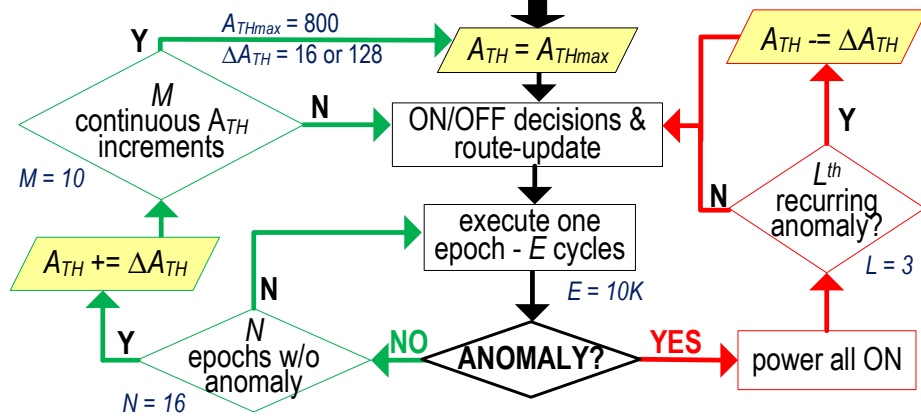 Y
A_THmax = 800
ΔA_TH = 16 or 128
A_TH = A_THmax
A_TH -= ΔA_TH
M
continuous A_TH
increments
N
ON/OFF decisions &
route-update
Y
M = 10
N
L^th
recurring
anomaly?
execute one
epoch - E cycles
A_TH += ΔA_TH
N
E = 10K
L = 3
Y
N
epochs w/o
anomaly
NO
ANOMALY?
YES
power all ON
N = 16